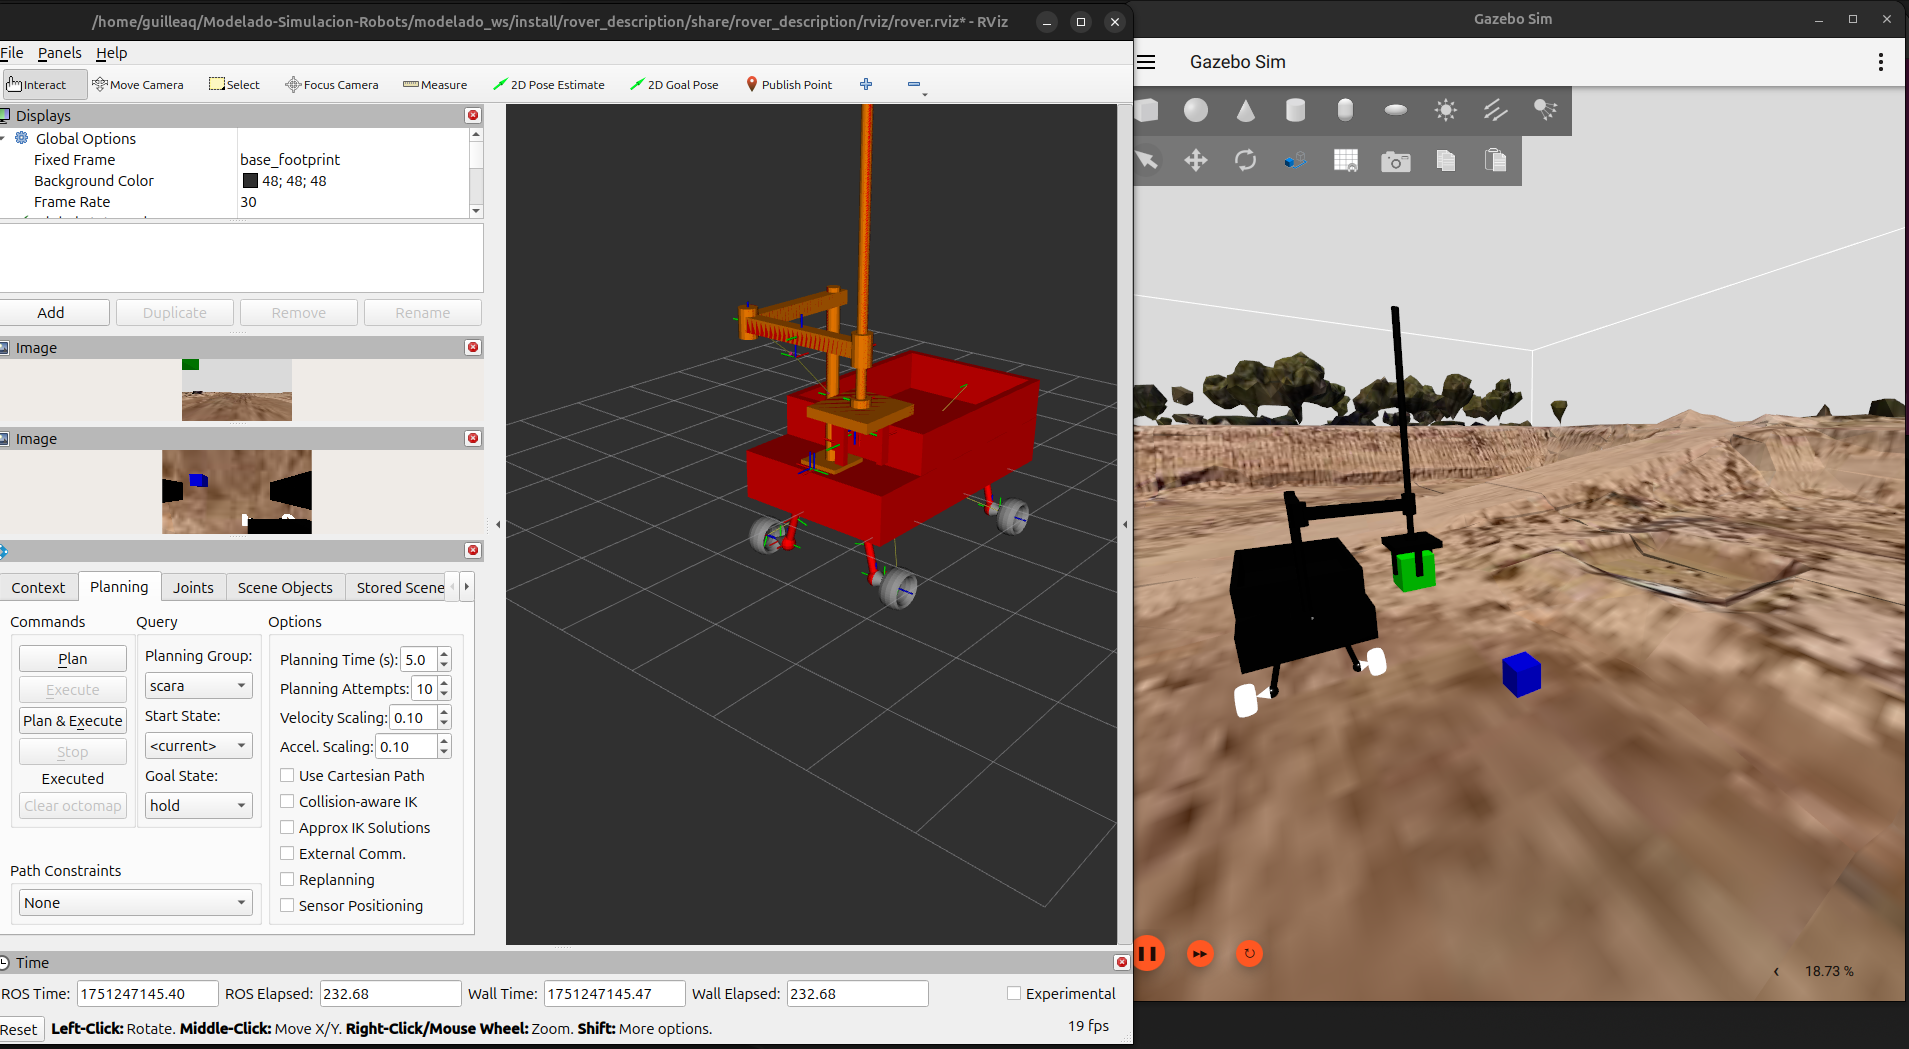 /home/guilleaq/Modelado-Simulacion-Robots/modelado_ws/install/rover_description/share/rover_description/rviz/rover.rviz* - RViz
File Panels Help
Interact Move Camera Select Focus Camera Measure 2D Pose Estimate 2D Goal Pose Publish Point
Displays
Global Options
Fixed Frame base_footprint
Background Color 48; 48; 48
Frame Rate 30
Add Duplicate Remove Rename
Image
Image
Context Planning Joints Scene Objects Stored Scene
Commands Query Options
Plan
Execute
Plan & Execute
Stop
Executed
Clear octomap
Planning Group:
scara
Start State:
<current>
Goal State:
hold
Planning Time (s): 5.0
Planning Attempts: 10
Velocity Scaling: 0.10
Accel. Scaling: 0.10
Use Cartesian Path
Collision-aware IK
Approx IK Solutions
External Comm.
Replanning
Sensor Positioning
Path Constraints
None
Time
ROS Time: 1751247145.40 ROS Elapsed: 232.68 Wall Time: 1751247145.47 Wall Elapsed: 232.68 Experimental
Reset Left-Click: Rotate. Middle-Click: Move X/Y. Right-Click/Mouse Wheel: Zoom. Shift: More options. 19 fps
Gazebo Sim
Gazebo Sim
18.73 %